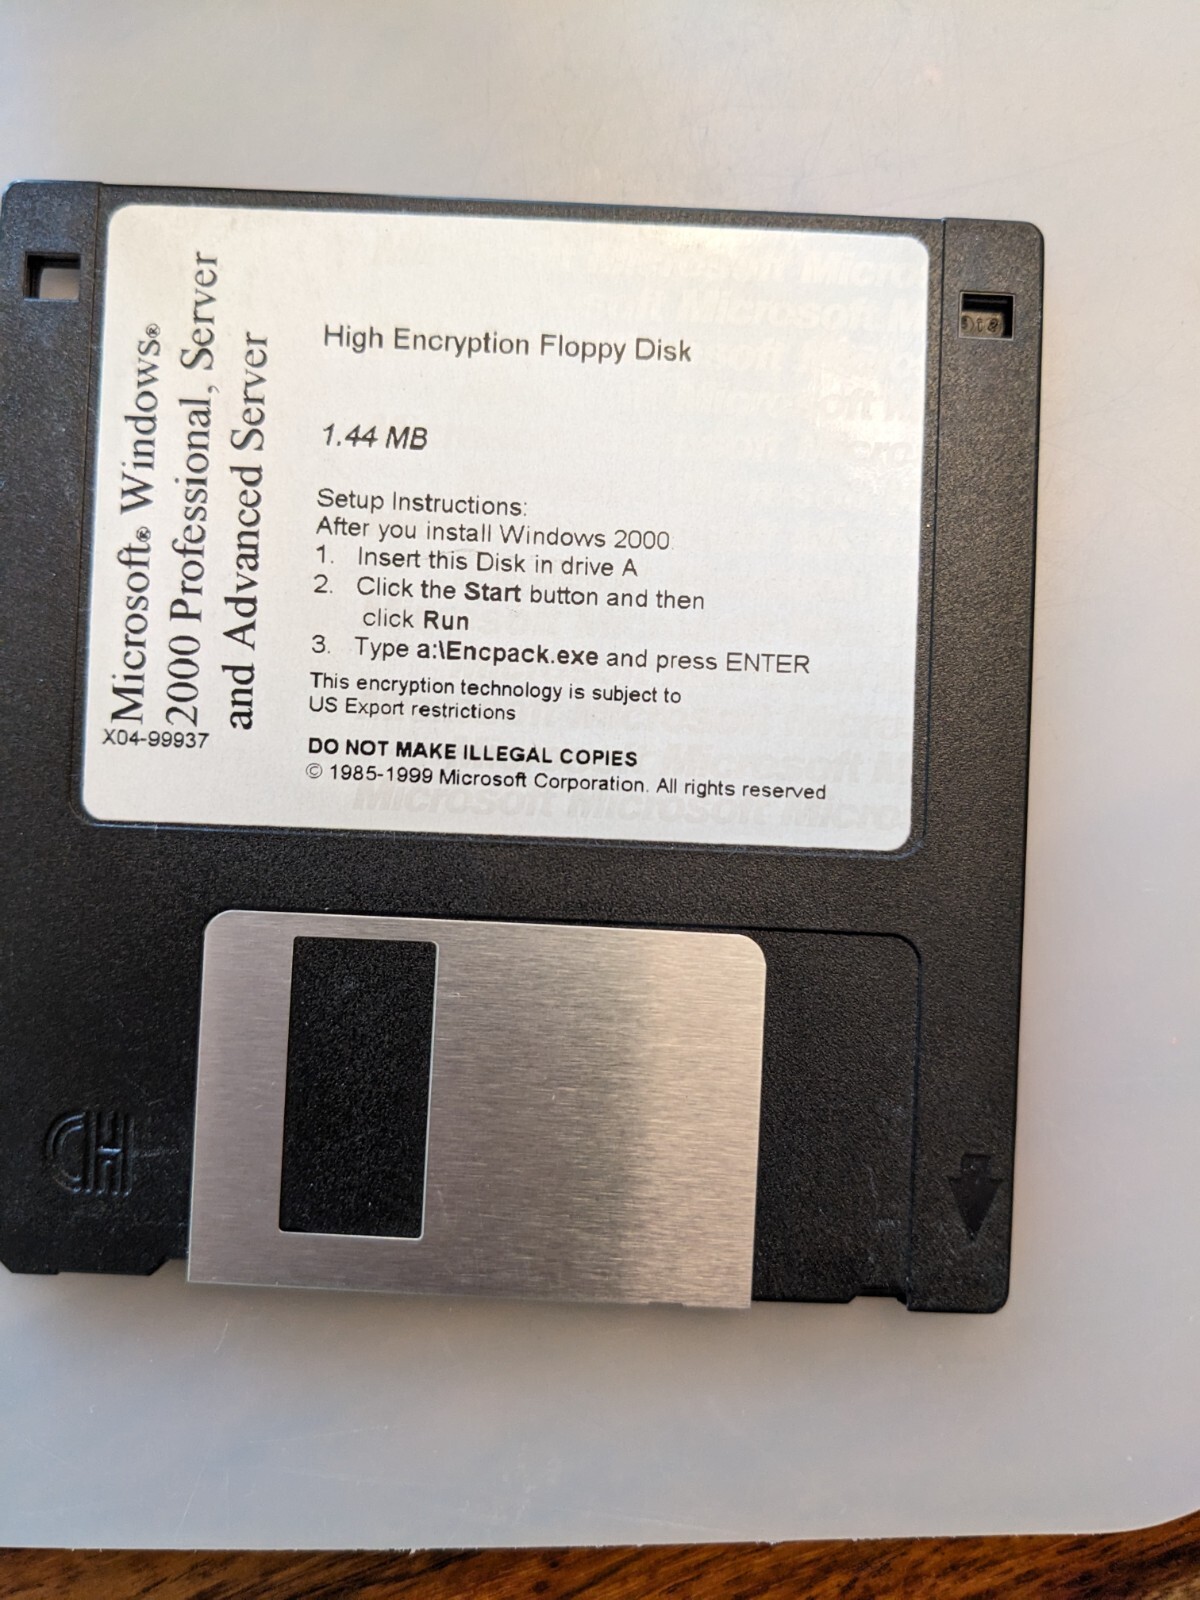 Microsoft® Windows®
2000 Professional, Server
and Advanced Server
X04-99937
High Encryption Floppy Disk
1.44 MB
Setup Instructions:
After you install Windows 2000
1. Insert this Disk in drive A
2. Click the Start button and then
click Run
3. Type a:\Encpack.exe and press ENTER
This encryption technology is subject to
US Export restrictions
DO NOT MAKE ILLEGAL COPIES
© 1985-1999 Microsoft Corporation. All rights reserved